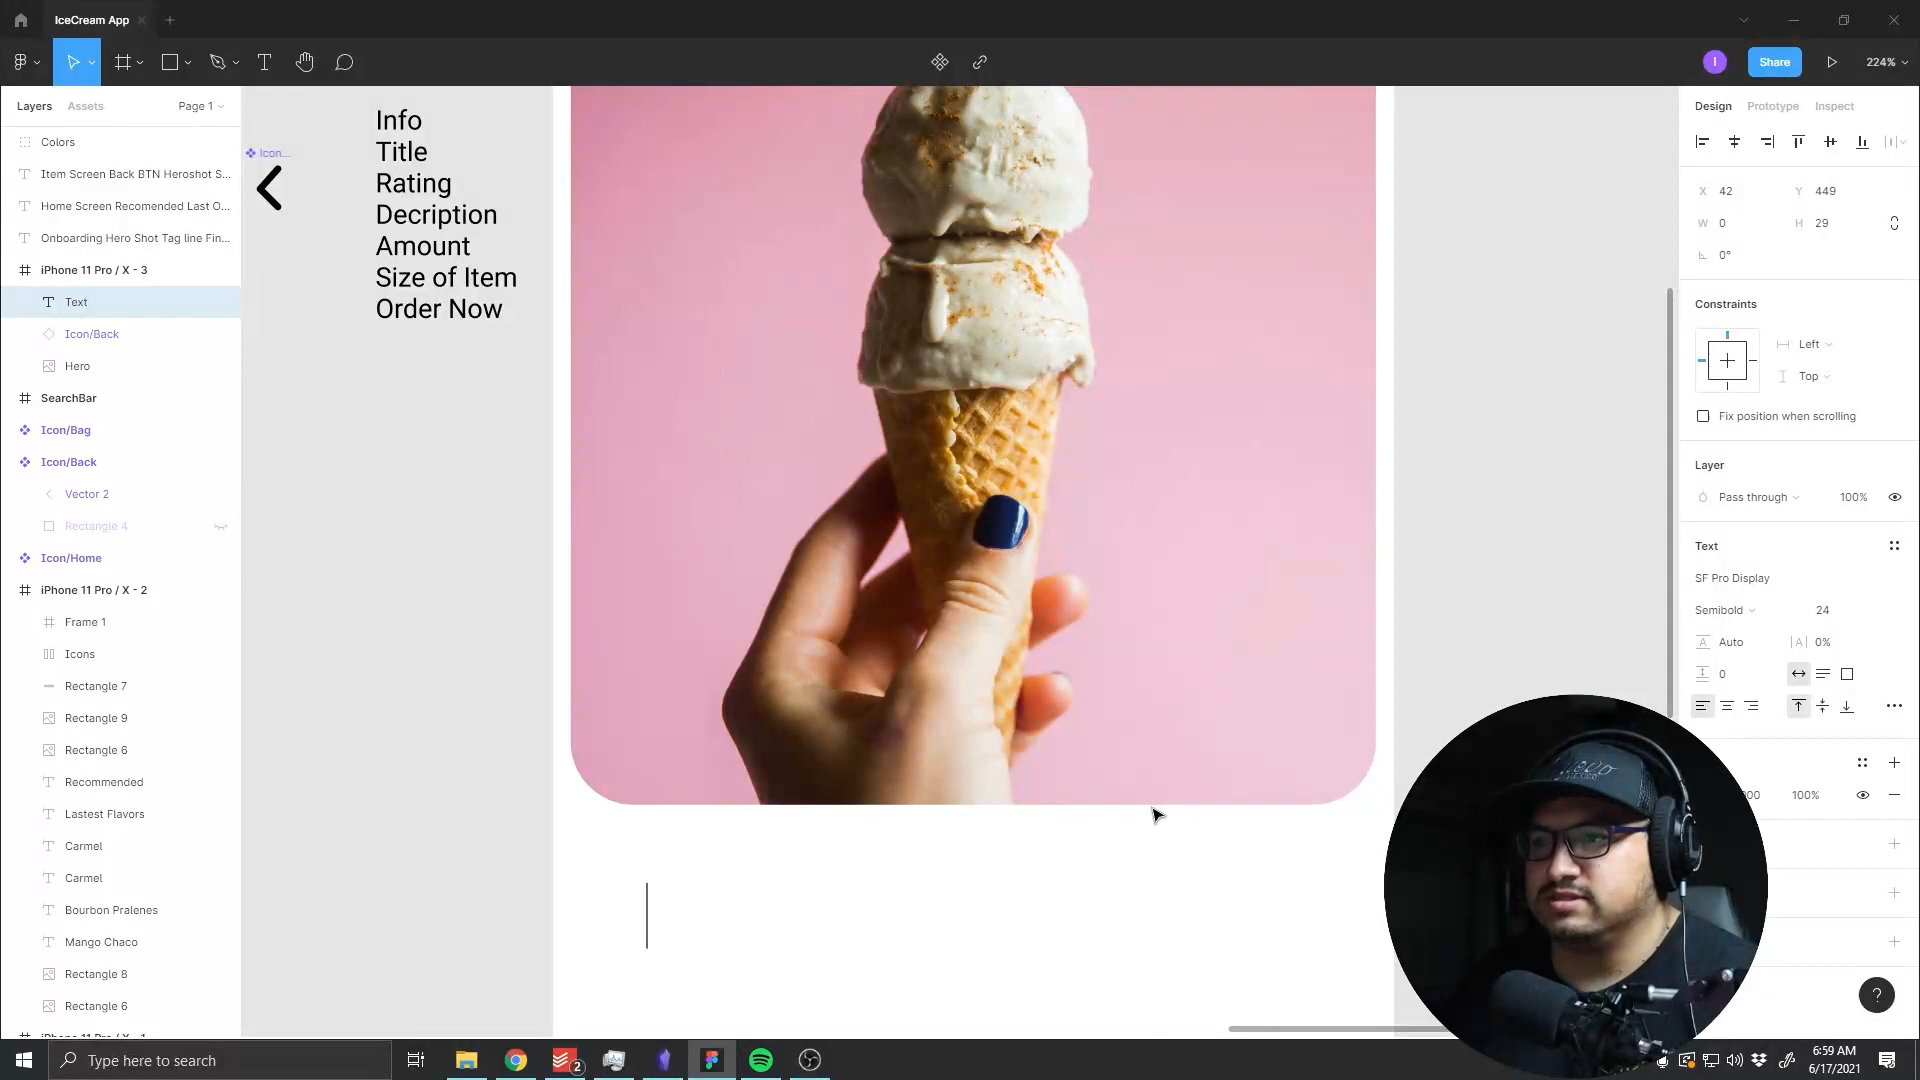 IceCream App
Share
224%
Layers
Assets
Page 1
Colors
Item Screen Back BTN Heroshot S...
Home Screen Recomended Last O...
Onboarding Hero Shot Tag line Fin...
iPhone 11 Pro / X - 3
Text
Icon/Back
Hero
SearchBar
Icon/Bag
Icon/Back
Vector 2
Rectangle 4
Icon/Home
iPhone 11 Pro / X - 2
Frame 1
Icons
Rectangle 7
Rectangle 9
Rectangle 6
Recommended
Lastest Flavors
Carmel
Carmel
Bourbon Pralenes
Mango Chaco
Rectangle 8
Rectangle 6
Icon...
Info
Title
Rating
Decription
Amount
Size of Item
Order Now
Design
Prototype
Inspect
X 42
Y 449
W 0
H 29
0°
Constraints
Left
Top
Fix position when scrolling
Layer
Pass through
100%
Text
SF Pro Display
Semibold
24
Auto
|A| 0%
0
100%
?
Type here to search
2
6:59 AM
6/17/2021